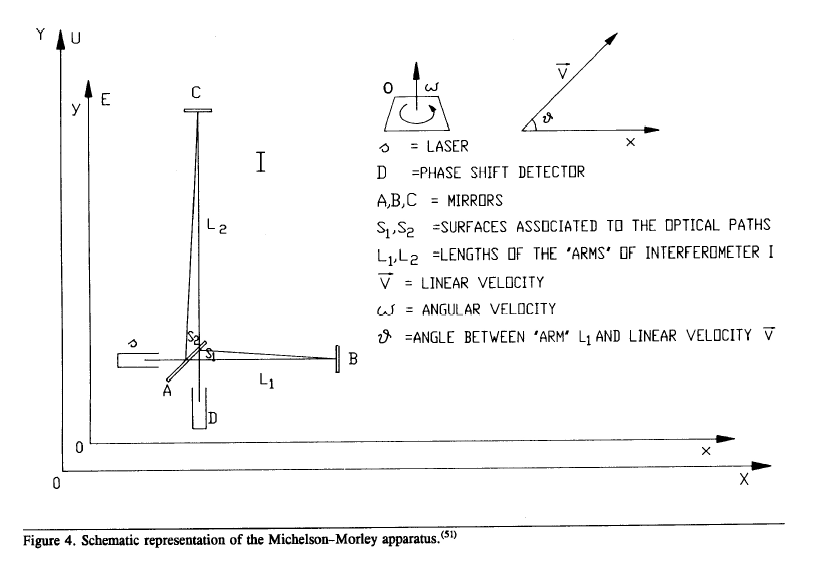 Y U
y E
C
I
L2
s
S2
S1
A
B
L1
D
0
x
0
X
O ω
V⃗
ϑ
x
s = LASER
D =PHASE SHIFT DETECTOR
A,B,C = MIRRORS
S1,S2 =SURFACES ASSOCIATED TO THE OPTICAL PATHS
L1,L2 =LENGTHS OF THE "ARMS" OF INTERFEROMETER I
V⃗ = LINEAR VELOCITY
ω = ANGULAR VELOCITY
ϑ =ANGLE BETWEEN "ARM" L1 AND LINEAR VELOCITY V⃗
Figure 4. Schematic representation of the Michelson–Morley apparatus.(51)